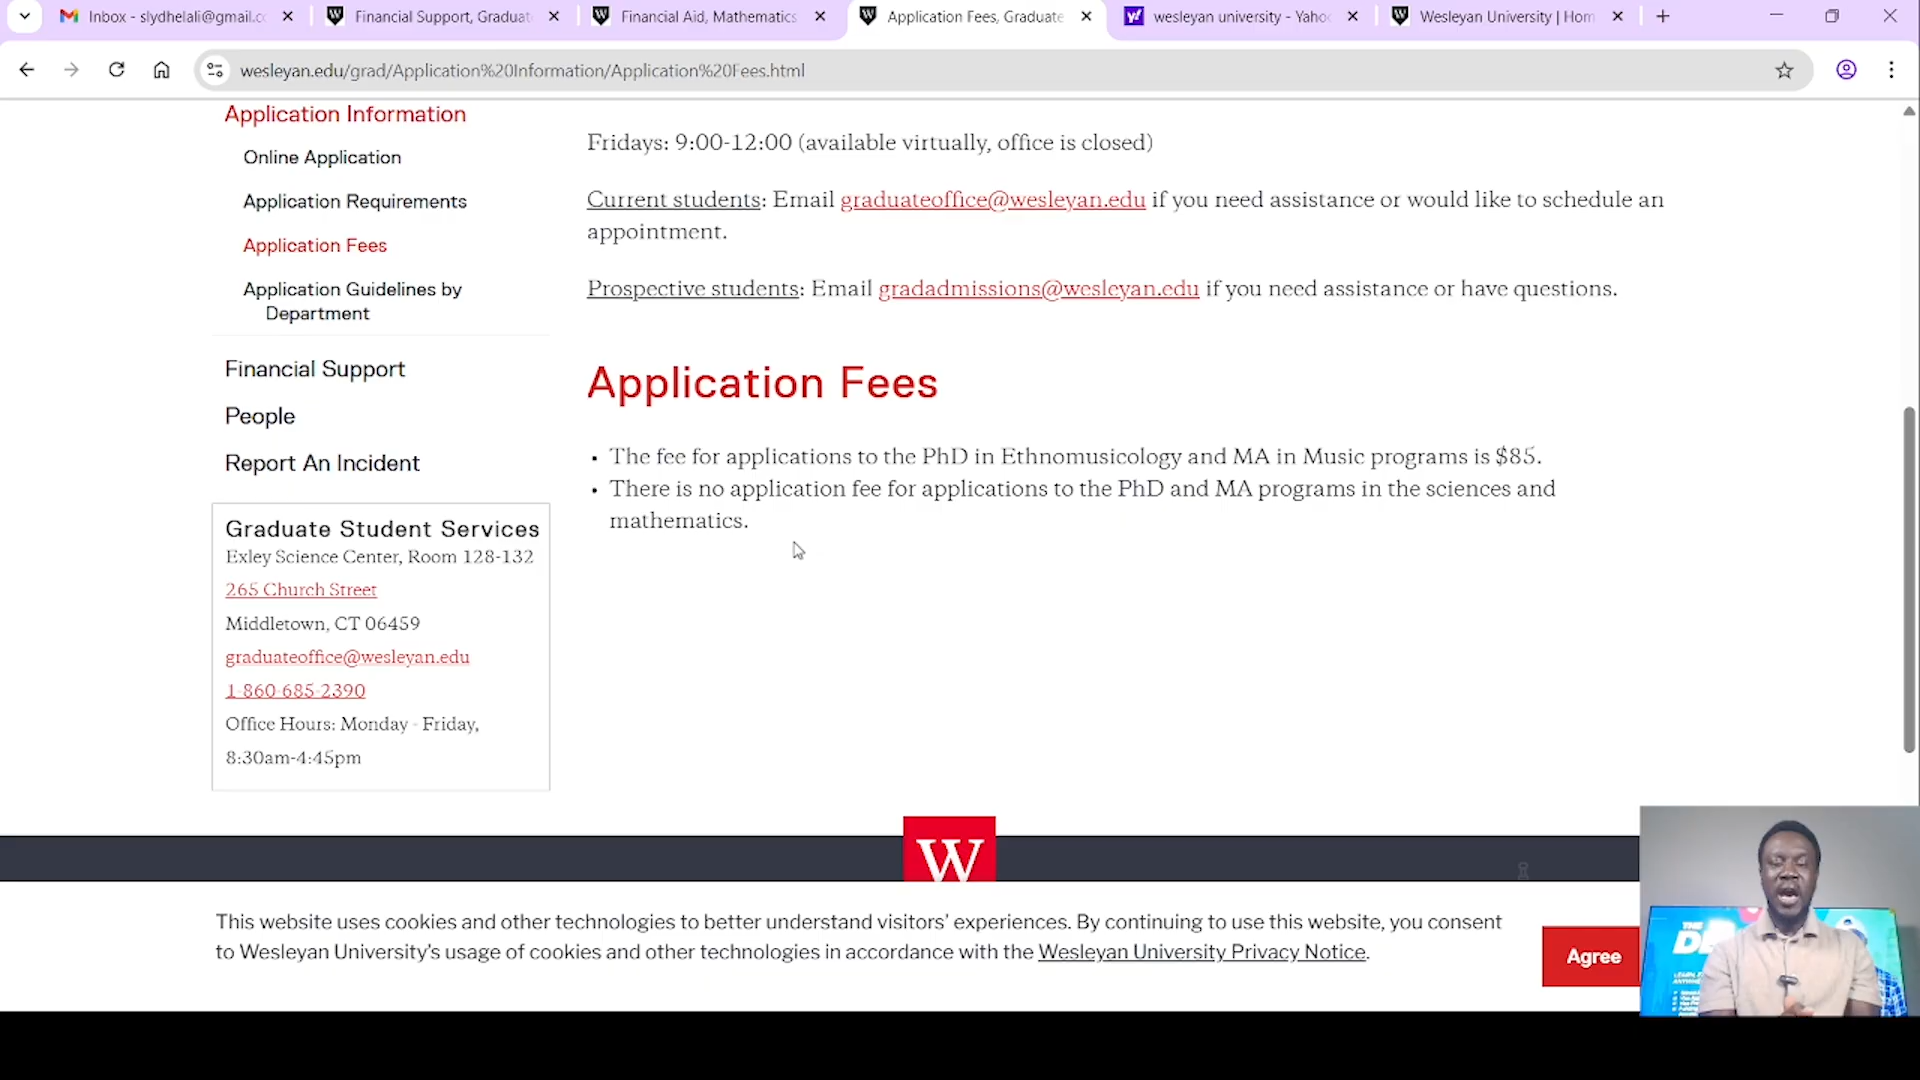 Inbox - slydhelali@gmail.c
Financial Support, Graduat
Financial Aid, Mathematics
Application Fees, Graduate
wesleyan university - Yaho
Wesleyan University | Hom
wesleyan.edu/grad/Application%20Information/Application%20Fees.html
Application Information
Online Application
Application Requirements
Application Fees
Application Guidelines by
Department
Financial Support
People
Report An Incident
Graduate Student Services
Exley Science Center, Room 128-132
265 Church Street
Middletown, CT 06459
graduateoffice@wesleyan.edu
1-860-685-2390
Office Hours: Monday - Friday,
8:30am-4:45pm
Fridays: 9:00-12:00 (available virtually, office is closed)
Current students: Email graduateoffice@wesleyan.edu if you need assistance or would like to schedule an
appointment.
Prospective students: Email gradadmissions@wesleyan.edu if you need assistance or have questions.
Application Fees
• The fee for applications to the PhD in Ethnomusicology and MA in Music programs is $85.
• There is no application fee for applications to the PhD and MA programs in the sciences and
mathematics.
W
This website uses cookies and other technologies to better understand visitors' experiences. By continuing to use this website, you consent
to Wesleyan University's usage of cookies and other technologies in accordance with the Wesleyan University Privacy Notice.
Agree